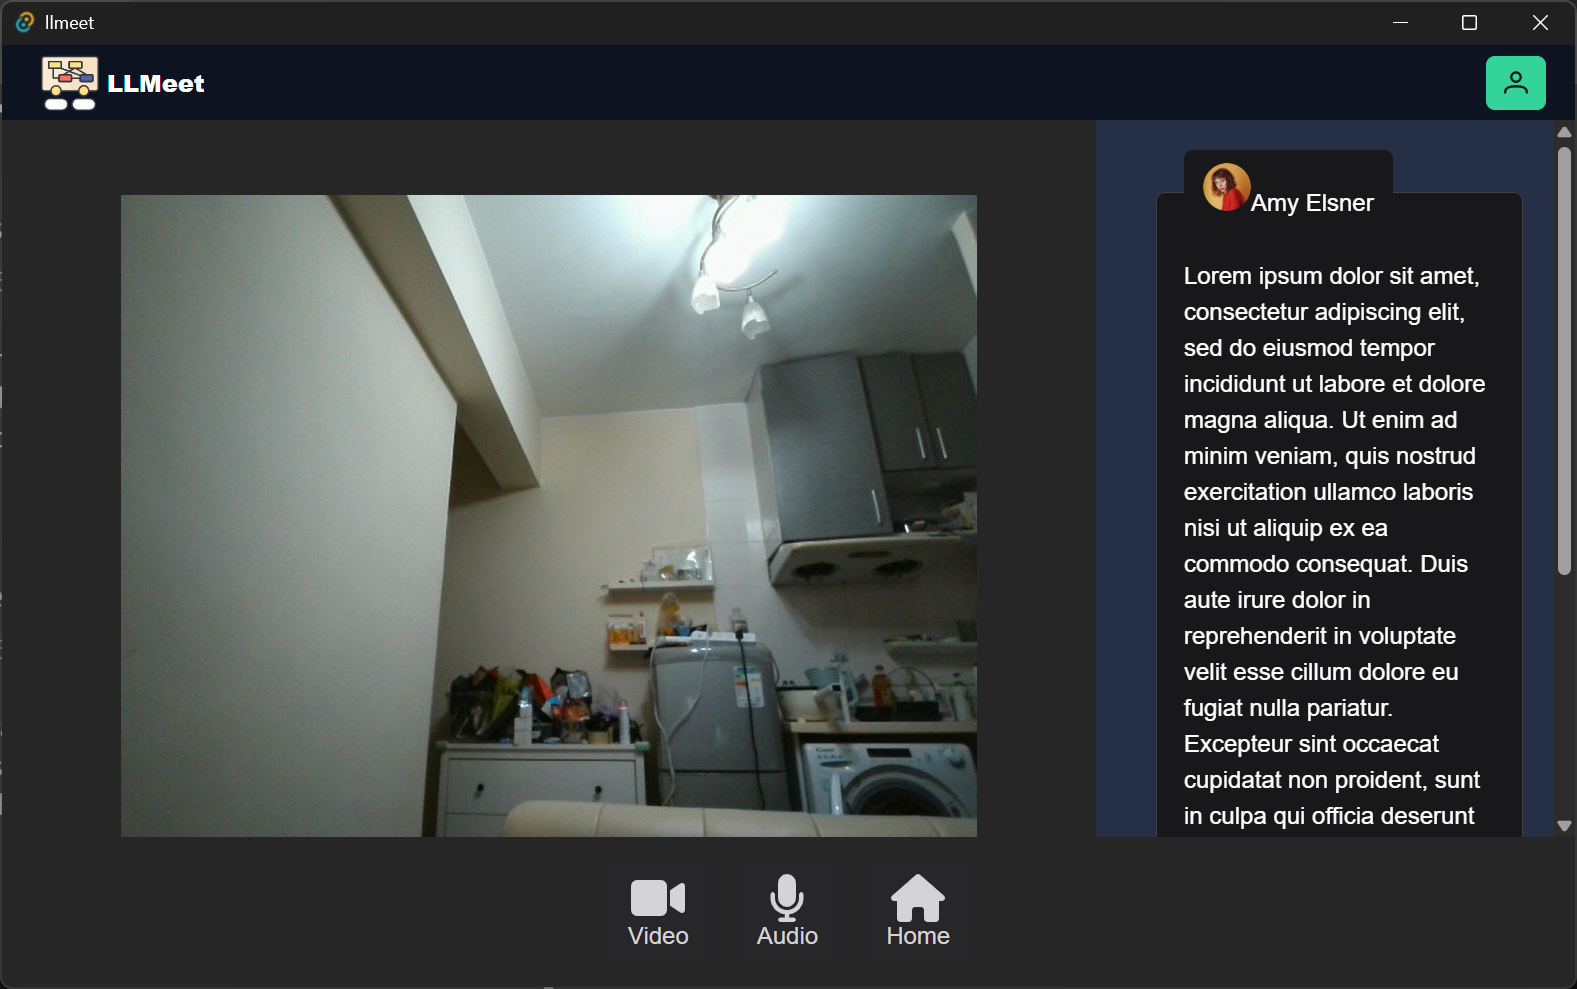 llmeet
LLMeet
Amy Elsner
Lorem ipsum dolor sit amet,
consectetur adipiscing elit,
sed do eiusmod tempor
incididunt ut labore et dolore
magna aliqua. Ut enim ad
minim veniam, quis nostrud
exercitation ullamco laboris
nisi ut aliquip ex ea
commodo consequat. Duis
aute irure dolor in
reprehenderit in voluptate
velit esse cillum dolore eu
fugiat nulla pariatur.
Excepteur sint occaecat
cupidatat non proident, sunt
in culpa qui officia deserunt
Video
Audio
Home